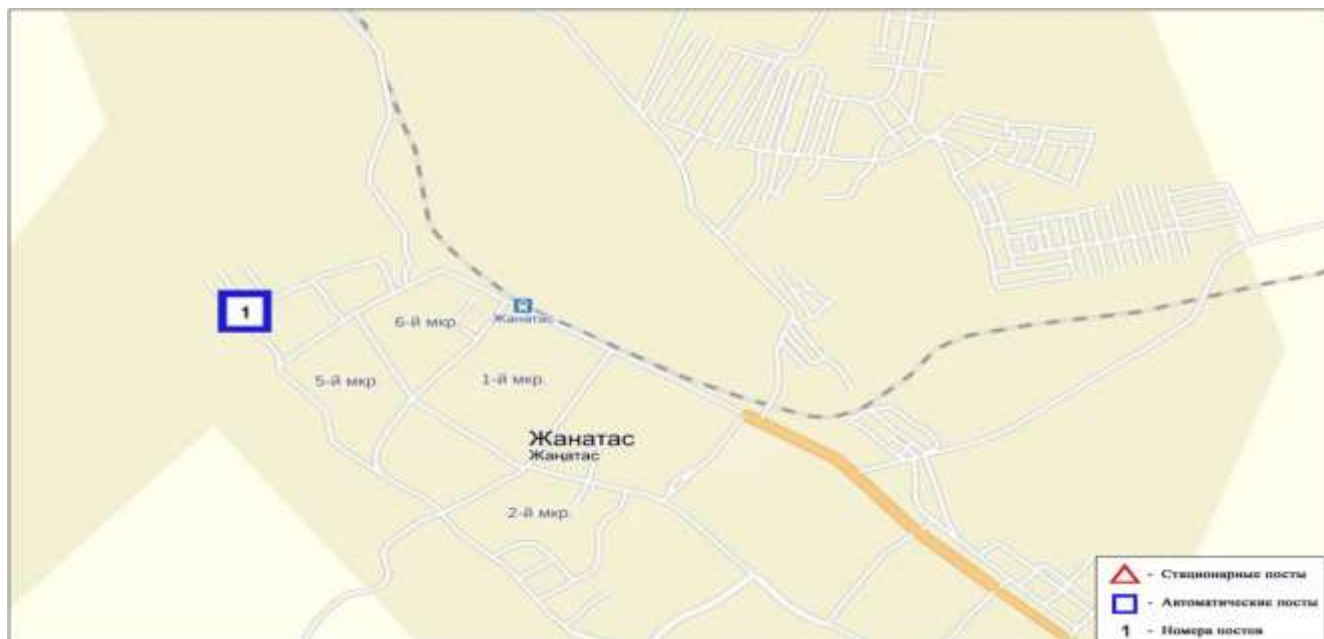 1
Жанатас
6-й мкр.
5-й мкр.
1-й мкр.
Жанатас
Жаңатас
2-й мкр.
- Стационарные посты
- Автоматические посты
1 - Номера постов